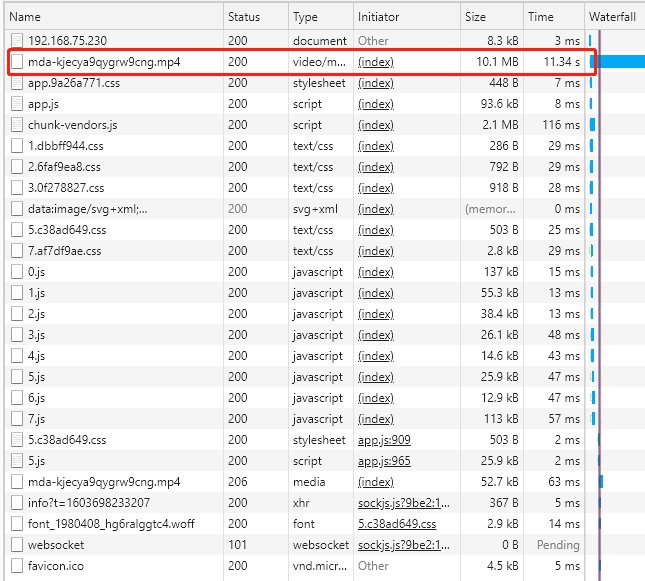 Name Status Type Initiator Size Time Waterfall
192.168.75.230 200 document Other 8.3 kB 3 ms
mda-kjecya9qygrw9cng.mp4 200 video/m... (index) 10.1 MB 11.34 s
app.9a26a771.css 200 stylesheet (index) 448 B 7 ms
app.js 200 script (index) 93.6 kB 8 ms
chunk-vendors.js 200 script (index) 2.1 MB 116 ms
1.dbbff944.css 200 text/css (index) 286 B 29 ms
2.6faf9ea8.css 200 text/css (index) 792 B 29 ms
3.0f278827.css 200 text/css (index) 918 B 28 ms
data:image/svg+xml;... 200 svg+xml (index) (memor... 0 ms
5.c38ad649.css 200 text/css (index) 503 B 25 ms
7.af7df9ae.css 200 text/css (index) 2.8 kB 29 ms
0.js 200 javascript (index) 137 kB 15 ms
1.js 200 javascript (index) 55.3 kB 13 ms
2.js 200 javascript (index) 38.4 kB 13 ms
3.js 200 javascript (index) 26.1 kB 48 ms
4.js 200 javascript (index) 14.6 kB 43 ms
5.js 200 javascript (index) 25.9 kB 47 ms
6.js 200 javascript (index) 12.9 kB 47 ms
7.js 200 javascript (index) 113 kB 57 ms
5.c38ad649.css 200 stylesheet app.js:909 503 B 2 ms
5.js 200 script app.js:965 25.9 kB 2 ms
mda-kjecya9qygrw9cng.mp4 206 media (index) 52.7 kB 63 ms
info?t=1603698233207 200 xhr sockjs.js?9be2:1... 367 B 5 ms
font_1980408_hg6ralggtc4.woff 200 font 5.c38ad649.css 2.9 kB 14 ms
websocket 101 websocket sockjs.js?9be2:1... 0 B Pending
favicon.ico 200 vnd.micr... Other 4.5 kB 5 ms